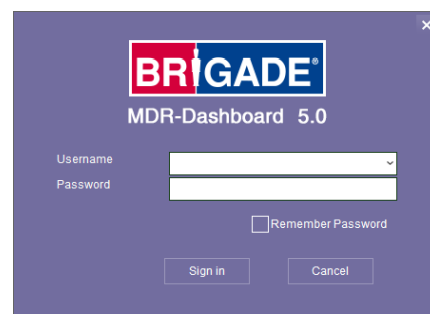 BRIGADE®
MDR-Dashboard 5.0
Username
Password
Remember Password
Sign in Cancel